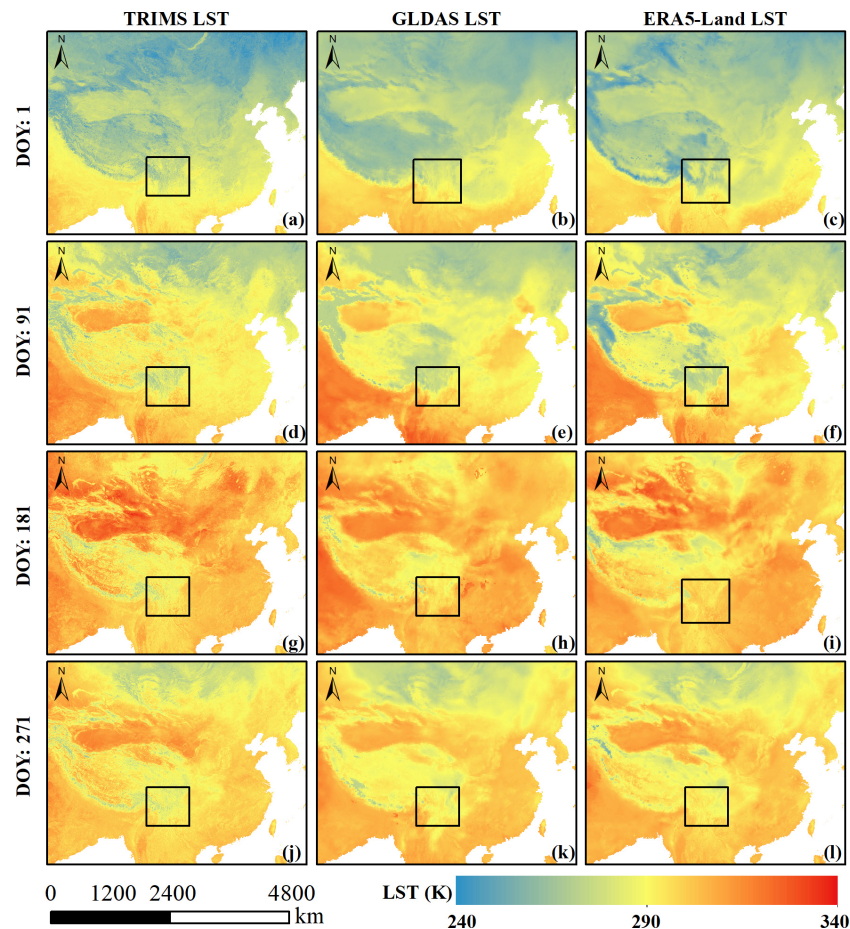 TRIMS LST GLDAS LST ERA5-Land LST
DOY: 1
N N N
(a) (b) (c)
DOY: 91
N N N
(d) (e) (f)
DOY: 181
N N N
(g) (h) (i)
DOY: 271
N N N
(j) (k) (l)
0 1200 2400 4800
km
LST (K)
240 290 340